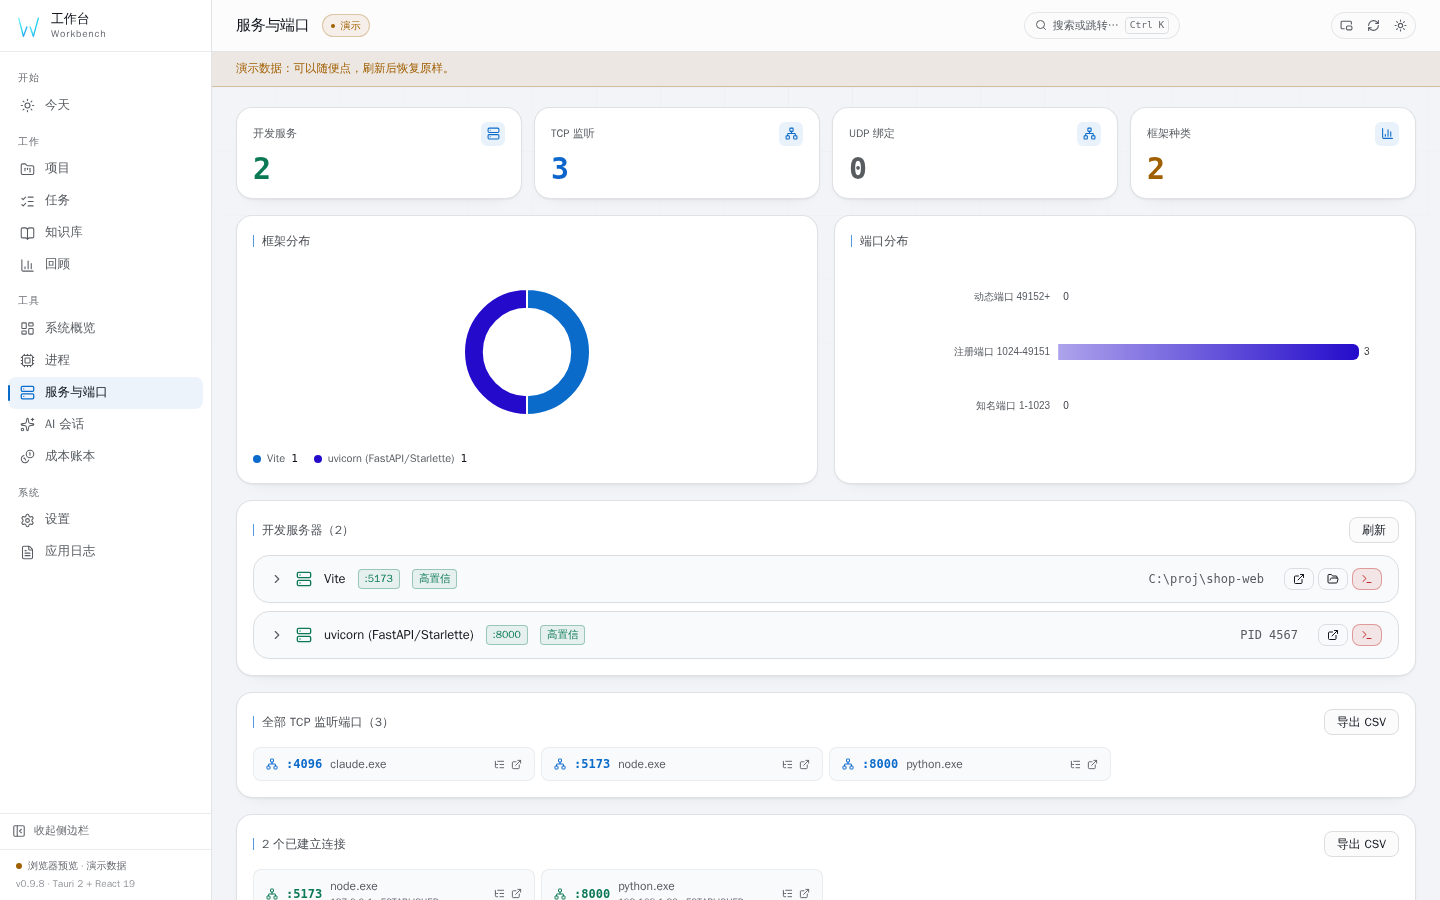 工作台
Workbench
开始
今天
工作
项目
任务
知识库
回顾
工具
系统概览
进程
服务与端口
AI 会话
成本账本
系统
设置
应用日志
收起侧边栏
浏览器预览 · 演示数据
v0.9.8 · Tauri 2 + React 19
服务与端口
演示
搜索或跳转… Ctrl K
演示数据：可以随便点，刷新后恢复原样。
开发服务
2
TCP 监听
3
UDP 绑定
0
框架种类
2
框架分布
Vite 1
uvicorn (FastAPI/Starlette) 1
端口分布
动态端口 49152+ 0
注册端口 1024-49151 3
知名端口 1-1023 0
开发服务器（2）
刷新
Vite :5173 高置信 C:\proj\shop-web
uvicorn (FastAPI/Starlette) :8000 高置信 PID 4567
全部 TCP 监听端口（3）
导出 CSV
:4096 claude.exe
:5173 node.exe
:8000 python.exe
2 个已建立连接
导出 CSV
:5173 node.exe
:8000 python.exe